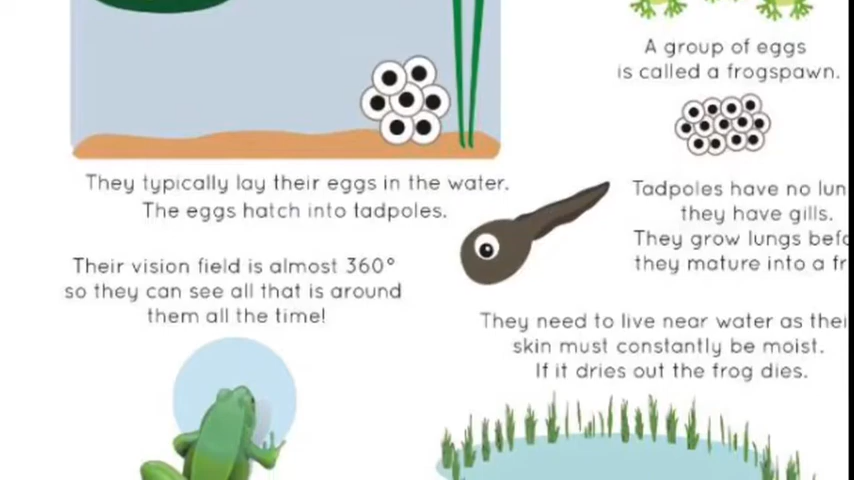 A group of eggs
is called a frogspawn.
They typically lay their eggs in the water.
The eggs hatch into tadpoles.
Tadpoles have no
they have gills.
They grow lungs
they mature into a
Their vision field is almost 360°
so they can see all that is around
them all the time!
They need to live near water as
skin must constantly be moist.
If it dries out the frog dies.